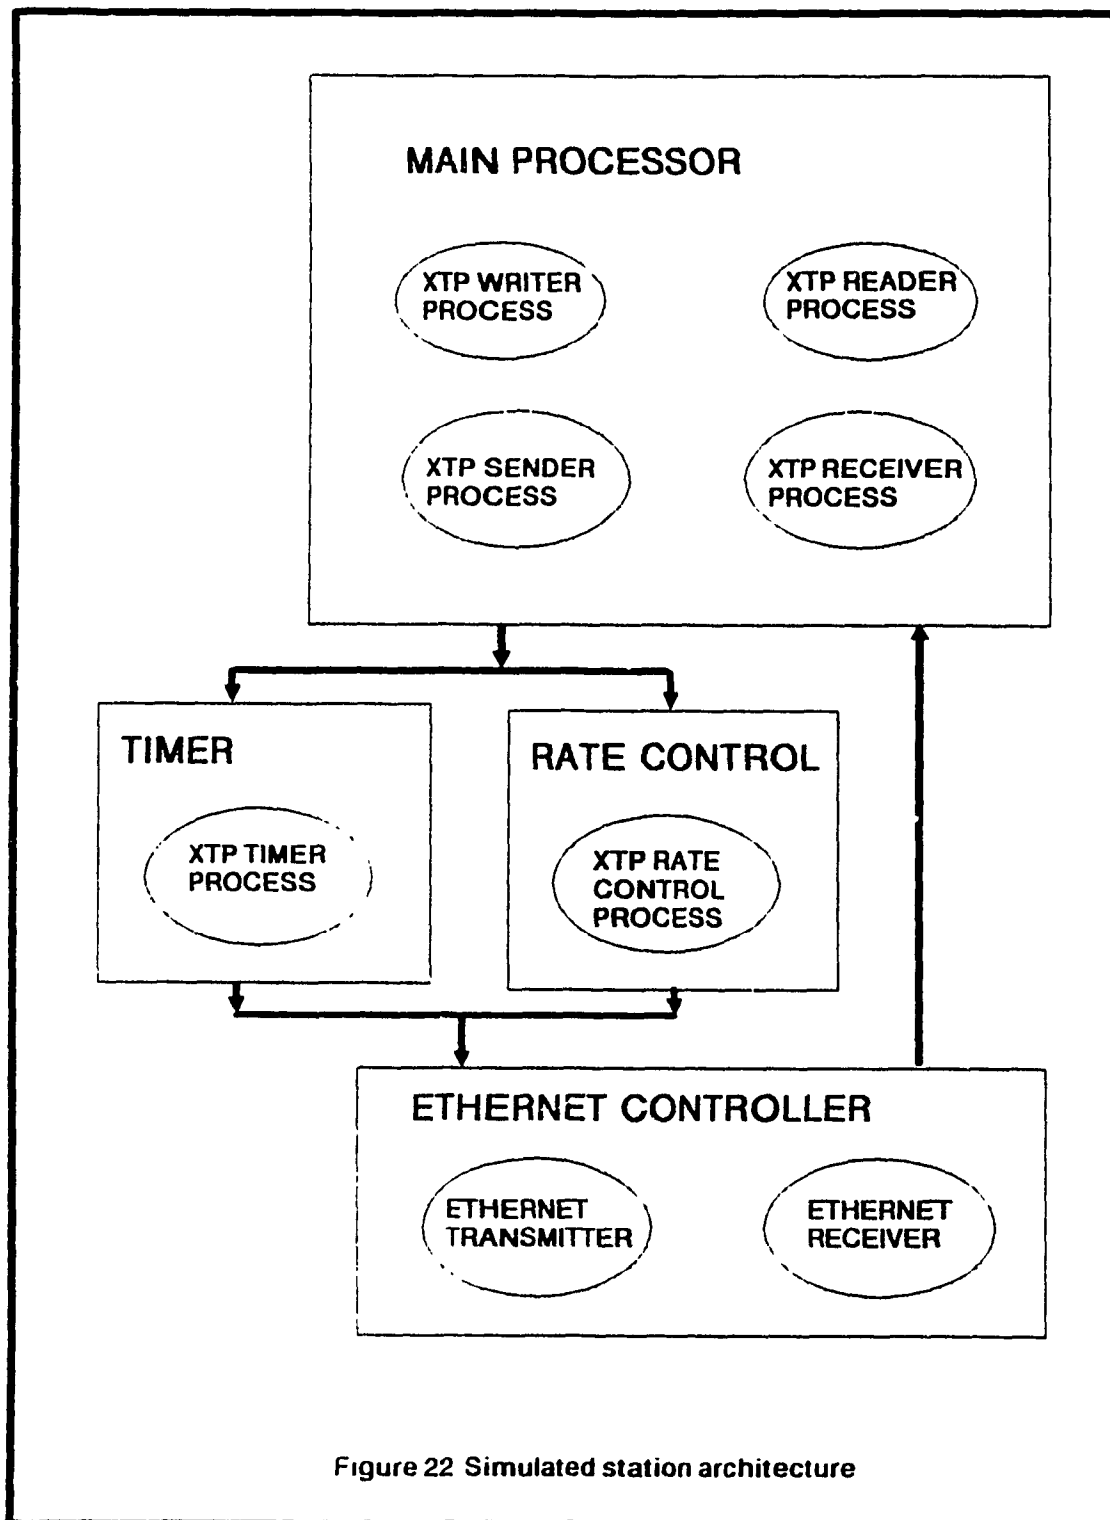 MAIN PROCESSOR
XTP WRITER
PROCESS
XTP READER
PROCESS
XTP SENDER
PROCESS
XTP RECEIVER
PROCESS
TIMER
XTP TIMER
PROCESS
RATE CONTROL
XTP RATE
CONTROL
PROCESS
ETHERNET CONTROLLER
ETHERNET
TRANSMITTER
ETHERNET
RECEIVER
Figure 22 Simulated station architecture